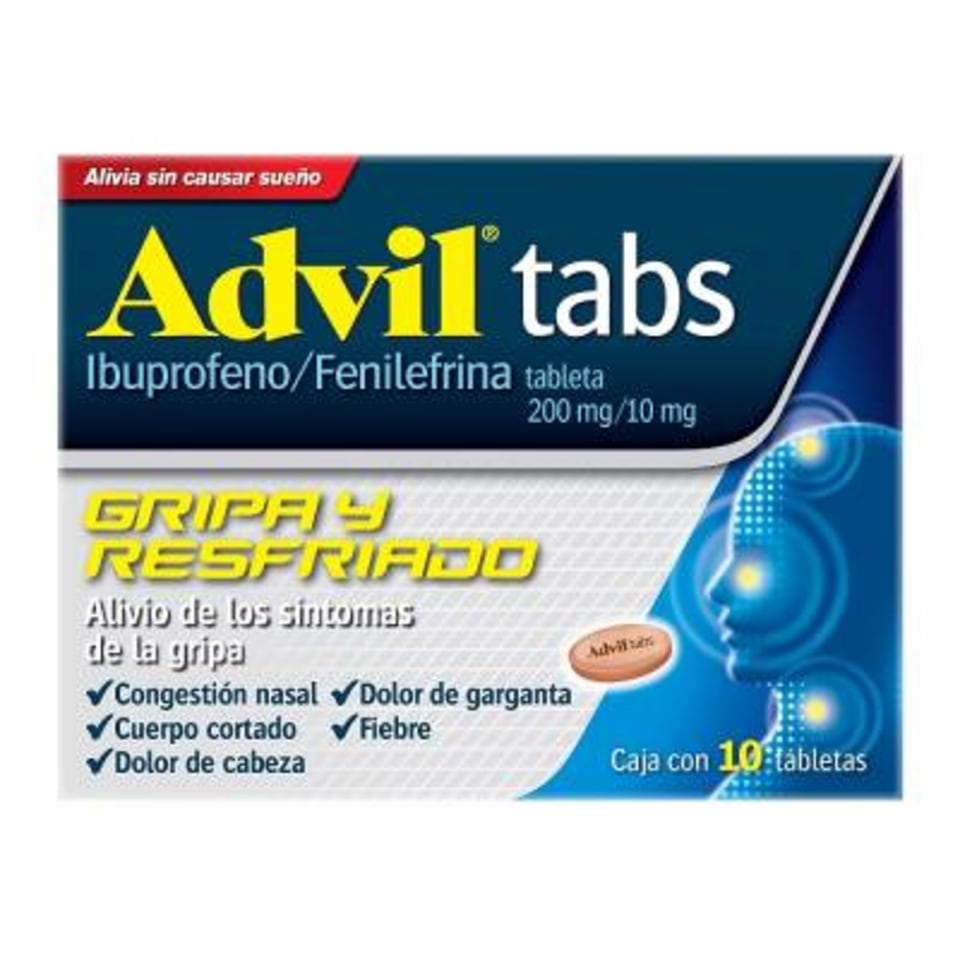 Alivia sin causar sueño
Advil® tabs
Ibuprofeno/Fenilefrina tableta
200 mg/10 mg
GRIPA Y
RESFRIADO
Alivio de los síntomas
de la gripa
✔Congestión nasal ✔Dolor de garganta
✔Cuerpo cortado ✔Fiebre
✔Dolor de cabeza
Advil tabs
Caja con 10 tabletas